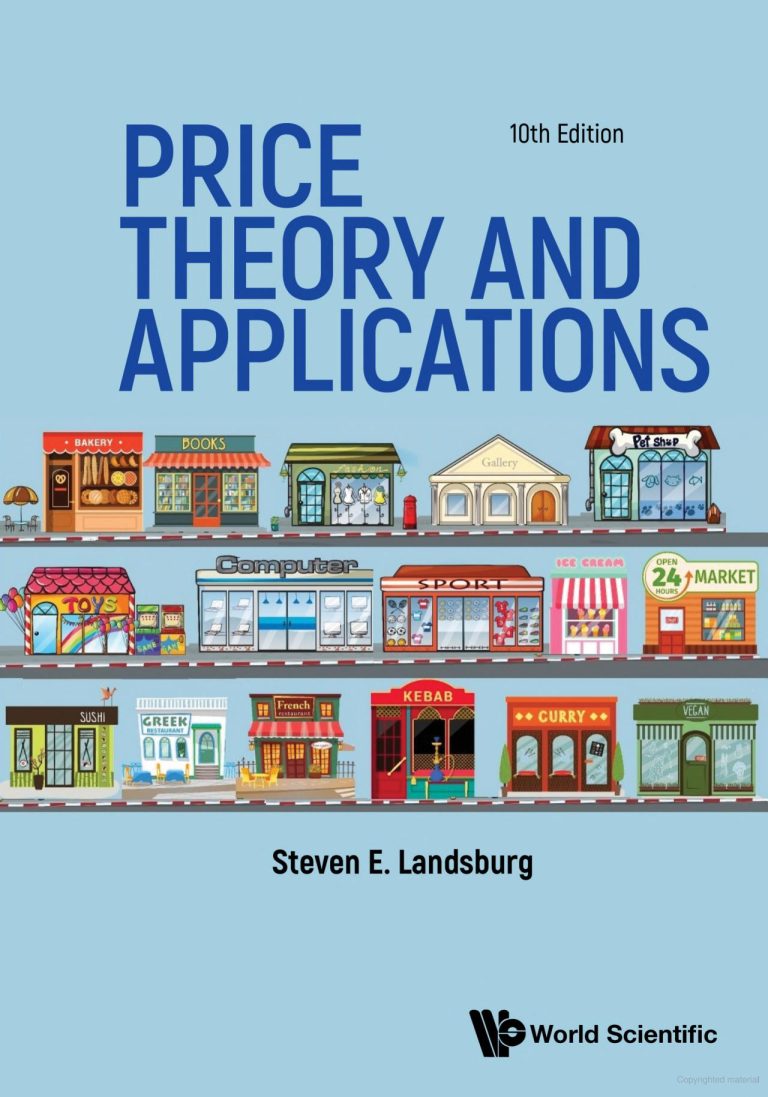 10th Edition
PRICE
THEORY AND
APPLICATIONS
BAKERY
BOOKS
fashion
Gallery
Pet shop
TOYS
Computer
SPORT
ICE CREAM
OPEN
24
HOURS
MARKET
SUSHI
GREEK
RESTAURANT
French
restaurant
KEBAB
CURRY
VEGAN
Steven E. Landsburg
World Scientific
Copyrighted material